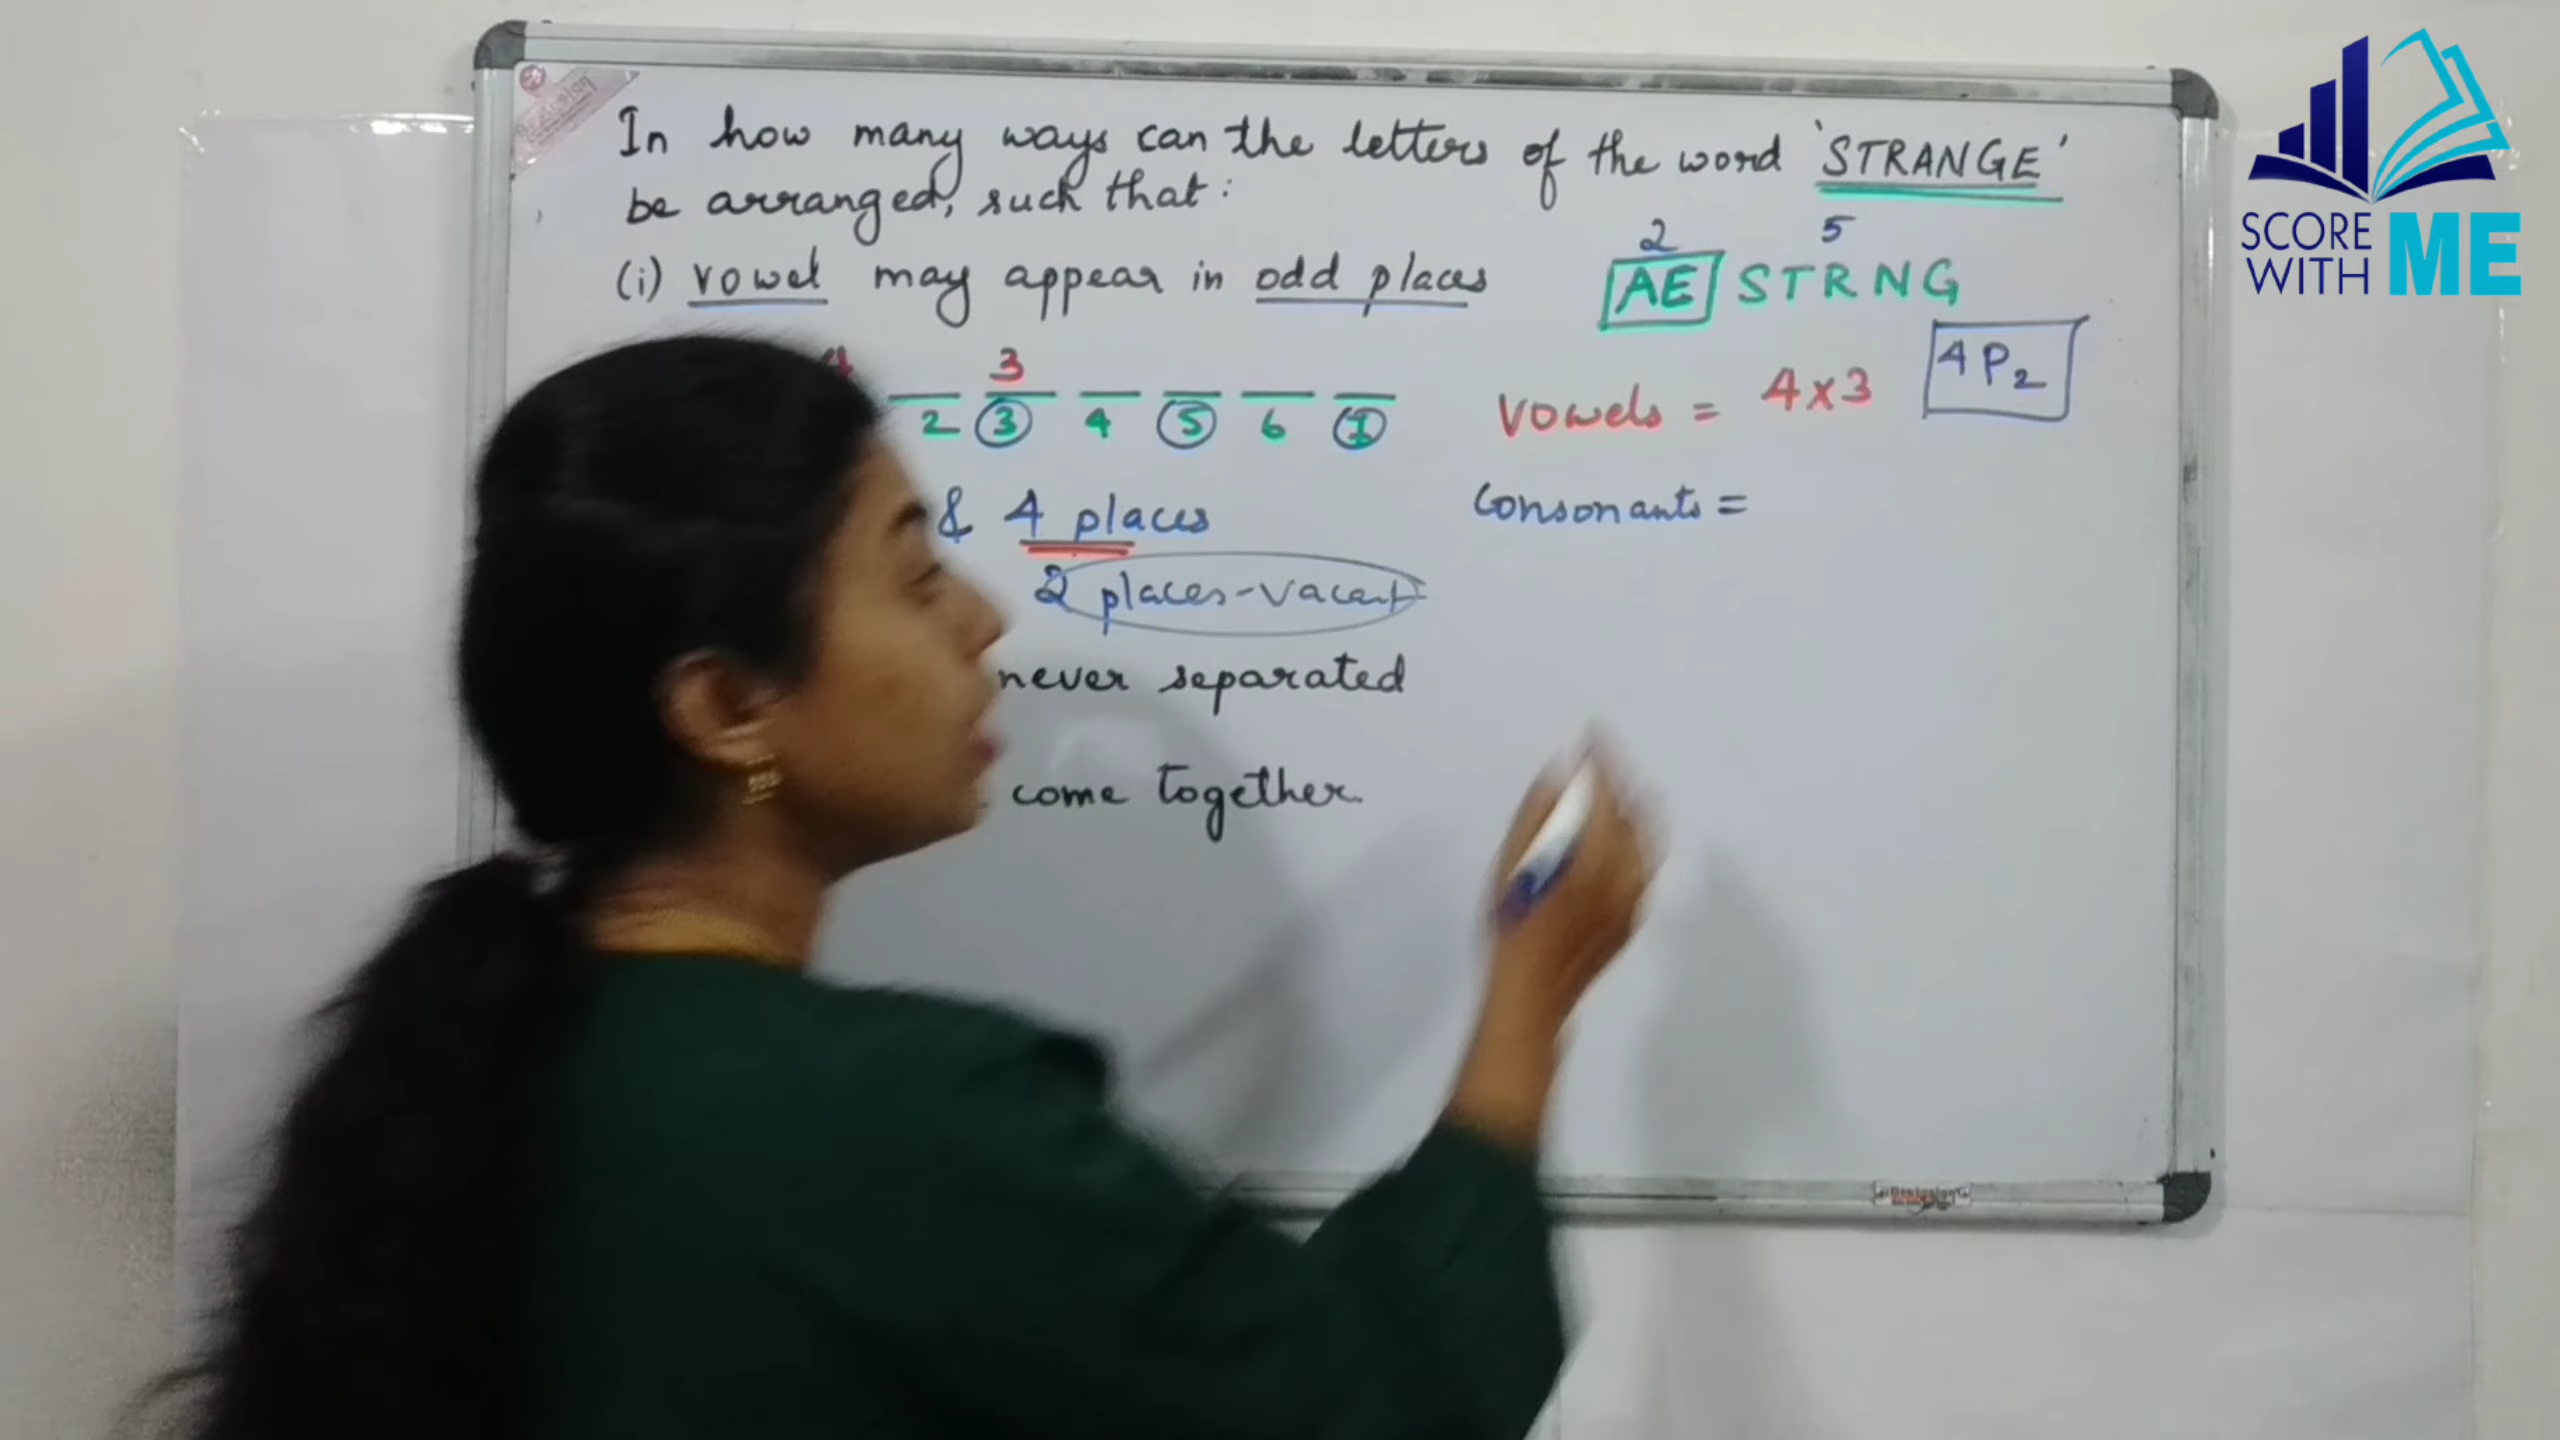 In how many ways can the letters of the word 'STRANGE'
be arranged, such that:
2 5
(i) vowel may appear in odd places
AE STRNG
4 3
2 3 4 5 6 7
Vowels = 4x3
4P2
& 4 places
Consonants =
2 places-vacant
never separated
come together.
SCORE
WITH ME